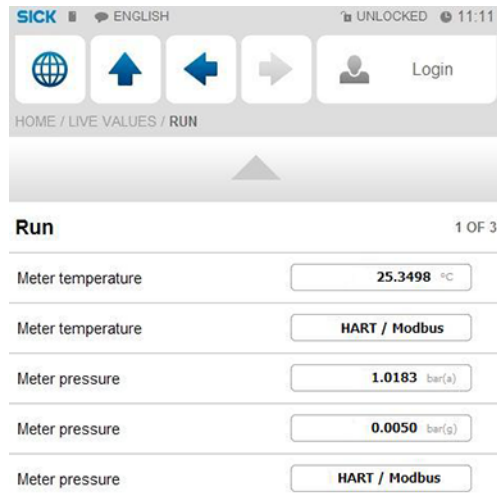 SICK ENGLISH UNLOCKED 11:11
Login
HOME / LIVE VALUES / RUN
Run 1 OF 3
Meter temperature 25.3498 °C
Meter temperature HART / Modbus
Meter pressure 1.0183 bar(a)
Meter pressure 0.0050 bar(g)
Meter pressure HART / Modbus